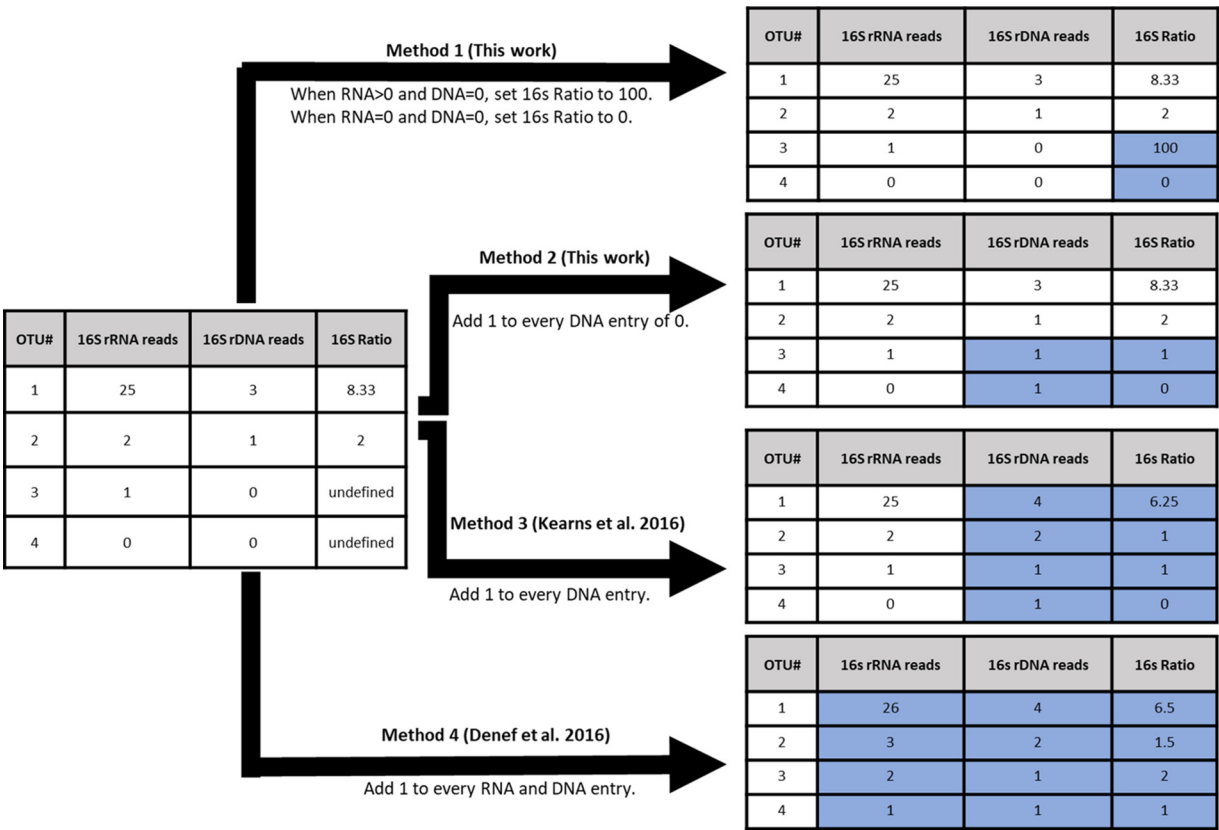 OTU# 16S rRNA reads 16S rDNA reads 16S Ratio
1 25 3 8.33
2 2 1 2
3 1 0 undefined
4 0 0 undefined
Method 1 (This work)
When RNA>0 and DNA=0, set 16s Ratio to 100.
When RNA=0 and DNA=0, set 16s Ratio to 0.
OTU# 16S rRNA reads 16S rDNA reads 16S Ratio
1 25 3 8.33
2 2 1 2
3 1 0 100
4 0 0 0
Method 2 (This work)
Add 1 to every DNA entry of 0.
OTU# 16S rRNA reads 16S rDNA reads 16S Ratio
1 25 3 8.33
2 2 1 2
3 1 1 1
4 0 1 0
Method 3 (Kearns et al. 2016)
Add 1 to every DNA entry.
OTU# 16S rRNA reads 16S rDNA reads 16s Ratio
1 25 4 6.25
2 2 2 1
3 1 1 1
4 0 1 0
Method 4 (Denef et al. 2016)
Add 1 to every RNA and DNA entry.
OTU# 16s rRNA reads 16s rDNA reads 16s Ratio
1 26 4 6.5
2 3 2 1.5
3 2 1 2
4 1 1 1